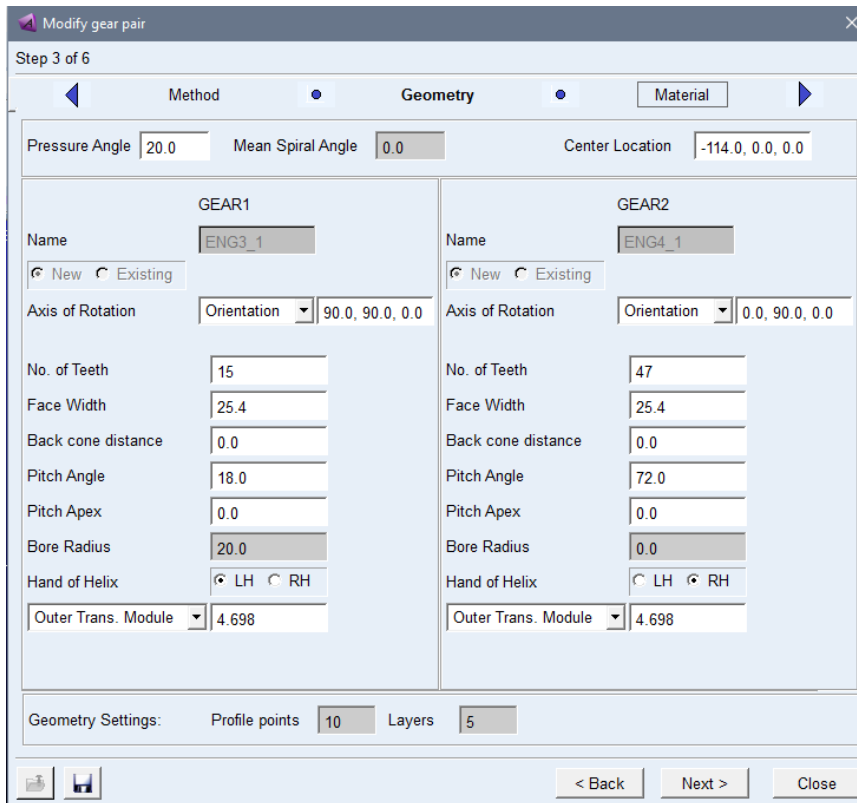 Modify gear pair
Step 3 of 6
Method Geometry Material
Pressure Angle 20.0 Mean Spiral Angle 0.0 Center Location -114.0, 0.0, 0.0
GEAR1
Name ENG3_1
New Existing
Axis of Rotation Orientation 90.0, 90.0, 0.0
No. of Teeth 15
Face Width 25.4
Back cone distance 0.0
Pitch Angle 18.0
Pitch Apex 0.0
Bore Radius 20.0
Hand of Helix LH RH
Outer Trans. Module 4.698
GEAR2
Name ENG4_1
New Existing
Axis of Rotation Orientation 0.0, 90.0, 0.0
No. of Teeth 47
Face Width 25.4
Back cone distance 0.0
Pitch Angle 72.0
Pitch Apex 0.0
Bore Radius 0.0
Hand of Helix LH RH
Outer Trans. Module 4.698
Geometry Settings: Profile points 10 Layers 5
< Back Next > Close